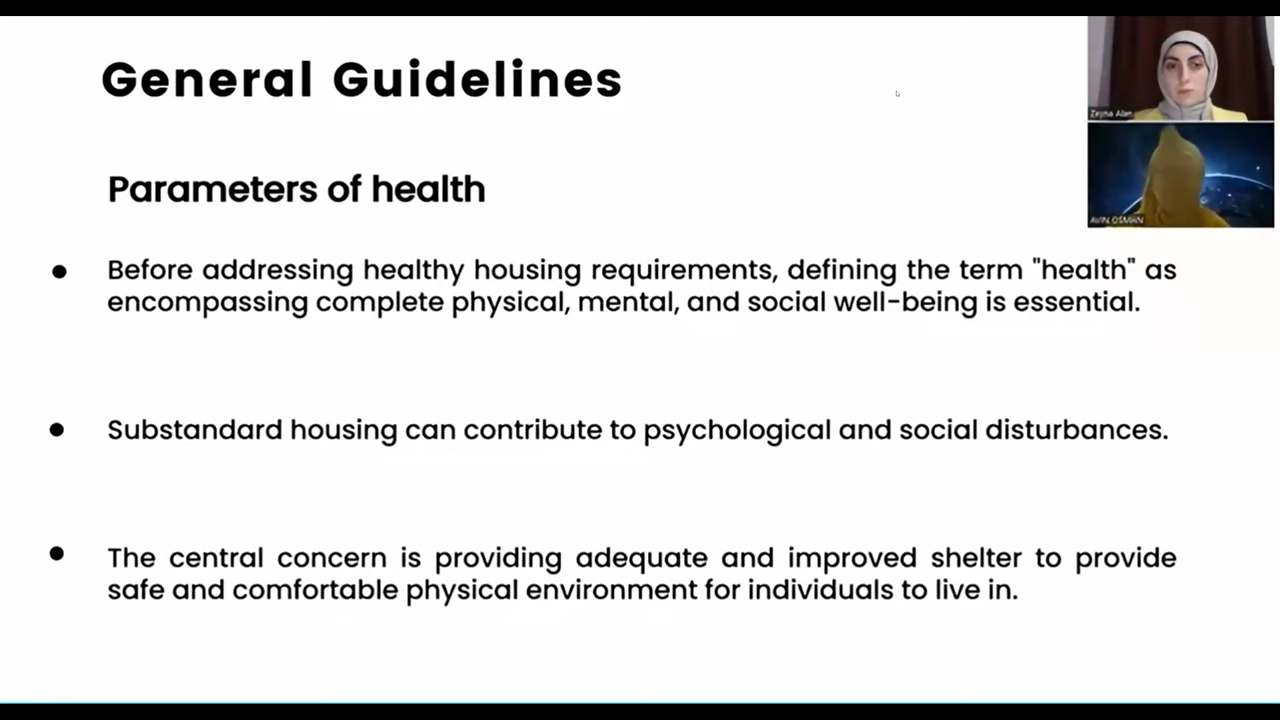 General Guidelines
Parameters of health
● Before addressing healthy housing requirements, defining the term "health" as
encompassing complete physical, mental, and social well-being is essential.
● Substandard housing can contribute to psychological and social disturbances.
● The central concern is providing adequate and improved shelter to provide
safe and comfortable physical environment for individuals to live in.
Zeyna Alan
AVIN OSMAN